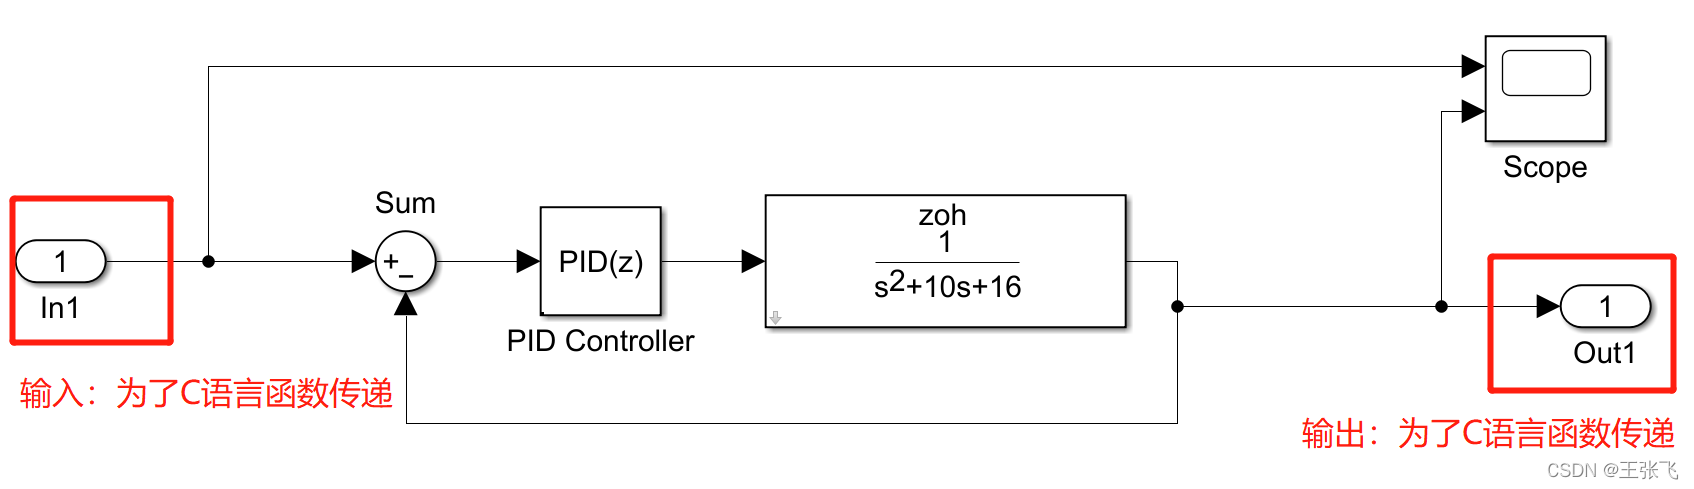 Scope
Sum
1
In1
+
−
PID(z)
PID Controller
zoh
1
s2+10s+16
1
Out1
输入：为了C语言函数传递
输出：为了C语言函数传递
CSDN @王张飞